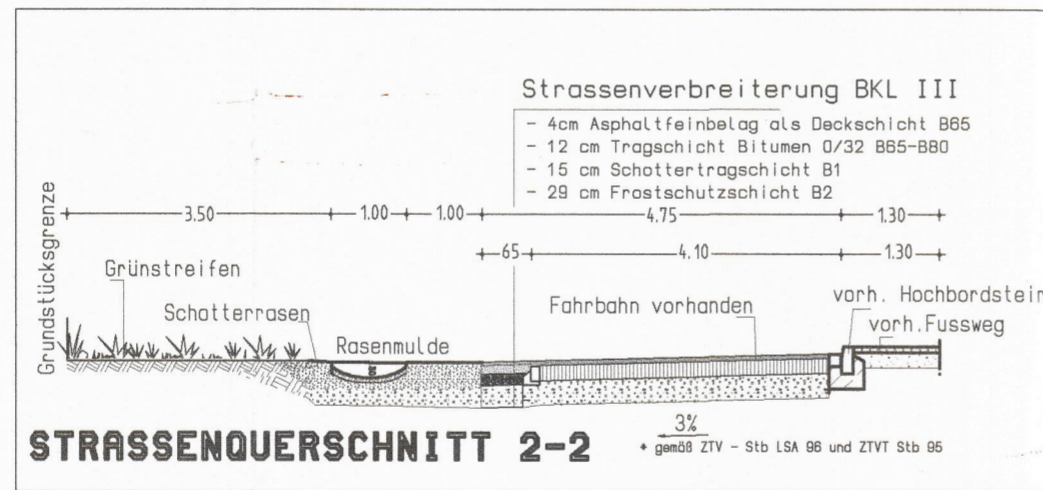 Strassenverbreiterung BKL III
- 4cm Asphaltfeinbelag als Deckschicht B65
- 12 cm Tragschicht Bitumen 0/32 B65-B80
- 15 cm Schottertragschicht B1
- 29 cm Frostschutzschicht B2
Grundstücksgrenze
3.50 1.00 1.00 4.75 1.30
65 4.10 1.30
Grünstreifen
Schotterrasen
Rasenmulde
Fahrbahn vorhanden
vorh. Hochbordstein
vorh.Fussweg
STRASSENQUERSCHNITT 2-2
3%
+ gemäß ZTV - Stb LSA 96 und ZTVT Stb 95